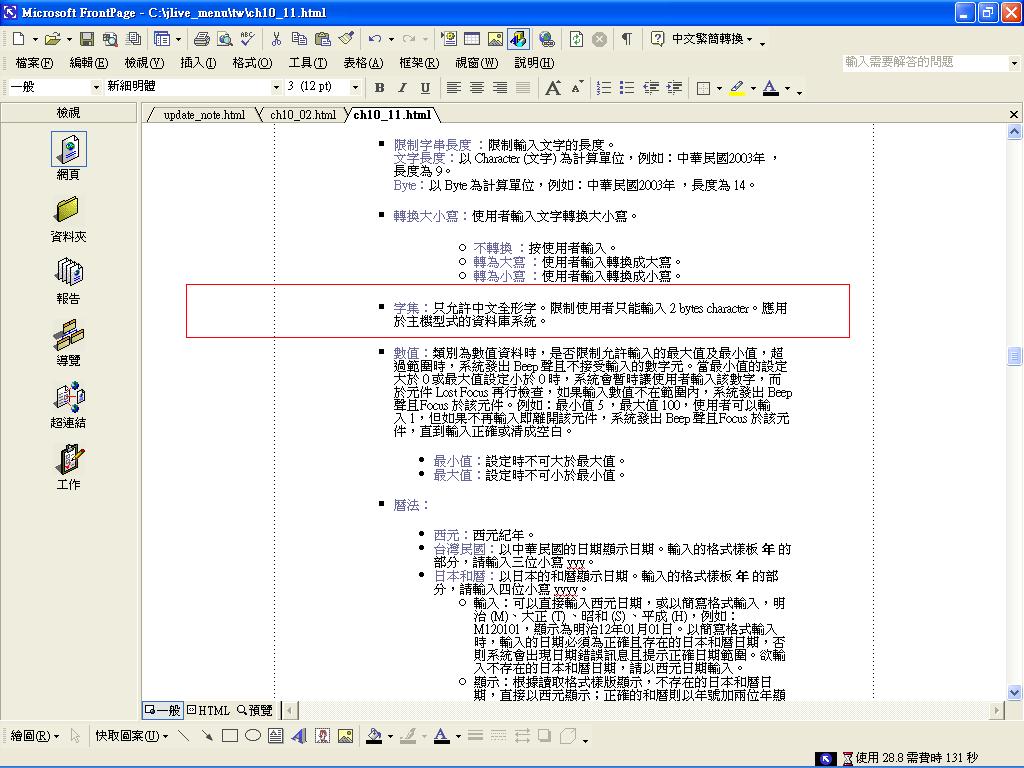 Microsoft FrontPage - C:\jlive_menu\tw\ch10_11.html
中文繁簡轉換
檔案(F) 編輯(E) 檢視(V) 插入(I) 格式(O) 工具(T) 表格(A) 框架(R) 視窗(W) 說明(H)
輸入需要解答的問題
一般 新細明體 3 (12 pt) B I U A A A
檢視
update_note.html ch10_02.html ch10_11.html
網頁
資料夾
報告
導覽
超連結
工作
限制字串長度 :限制輸入文字的長度。
文字長度:以 Character (文字) 為計算單位,例如:中華民國2003年 ,
長度為 9。
Byte:以 Byte 為計算單位,例如:中華民國2003年 ,長度為 14。
轉換大小寫:使用者輸入文字轉換大小寫。
不轉換 :按使用者輸入。
轉為大寫:使用者輸入轉換成大寫。
轉為小寫:使用者輸入轉換成小寫。
字集:只允許中文全形字。限制使用者只能輸入 2 bytes character。應用
於主機型式的資料庫系統。
數值:類別為數值資料時,是否限制允許輸入的最大值及最小值,超
過範圍時,系統發出 Beep 聲且不接受輸入的數字元。當最小值的設定
大於 0 或最大值設定小於 0 時,系統會暫時讓使用者輸入該數字,而
於元件 Lost Focus 再行檢查,如果輸入數值不在範圍內,系統發出 Beep
聲且Focus 於該元件。例如:最小值 5 ,最大值 100,使用者可以輸
入 1,但如果不再輸入即離開該元件,系統發出 Beep 聲且Focus 於該元
件,直到輸入正確或清成空白。
最小值:設定時不可大於最大值。
最大值:設定時不可小於最小值。
曆法:
西元:西元紀年。
台灣民國:以中華民國的日期顯示日期。輸入的格式樣板 年 的
部分,請輸入三位小寫 yyy。
日本和曆:以日本的和曆顯示日期。輸入的格式樣板 年 的部
分,請輸入四位小寫 yyyy。
輸入:可以直接輸入西元日期,或以簡寫格式輸入,明
治 (M)、大正 (T) 、昭和 (S) 、平成 (H),例如:
M120101,顯示為明治12年01月01日。以簡寫格式輸入
時,輸入的日期必須為正確且存在的日本和曆日期,否
則系統會出現日期錯誤訊息且提示正確日期範圍。欲輸
入不存在的日本和曆日期,請以西元日期輸入。
顯示:根據讀取格式樣版顯示,不存在的日本和曆日
期,直接以西元顯示;正確的和曆則以年號加兩位年顯
一般 HTML 預覽
繪圖(R) 快取圖案(U) A
使用 28.8 需費時 131 秒